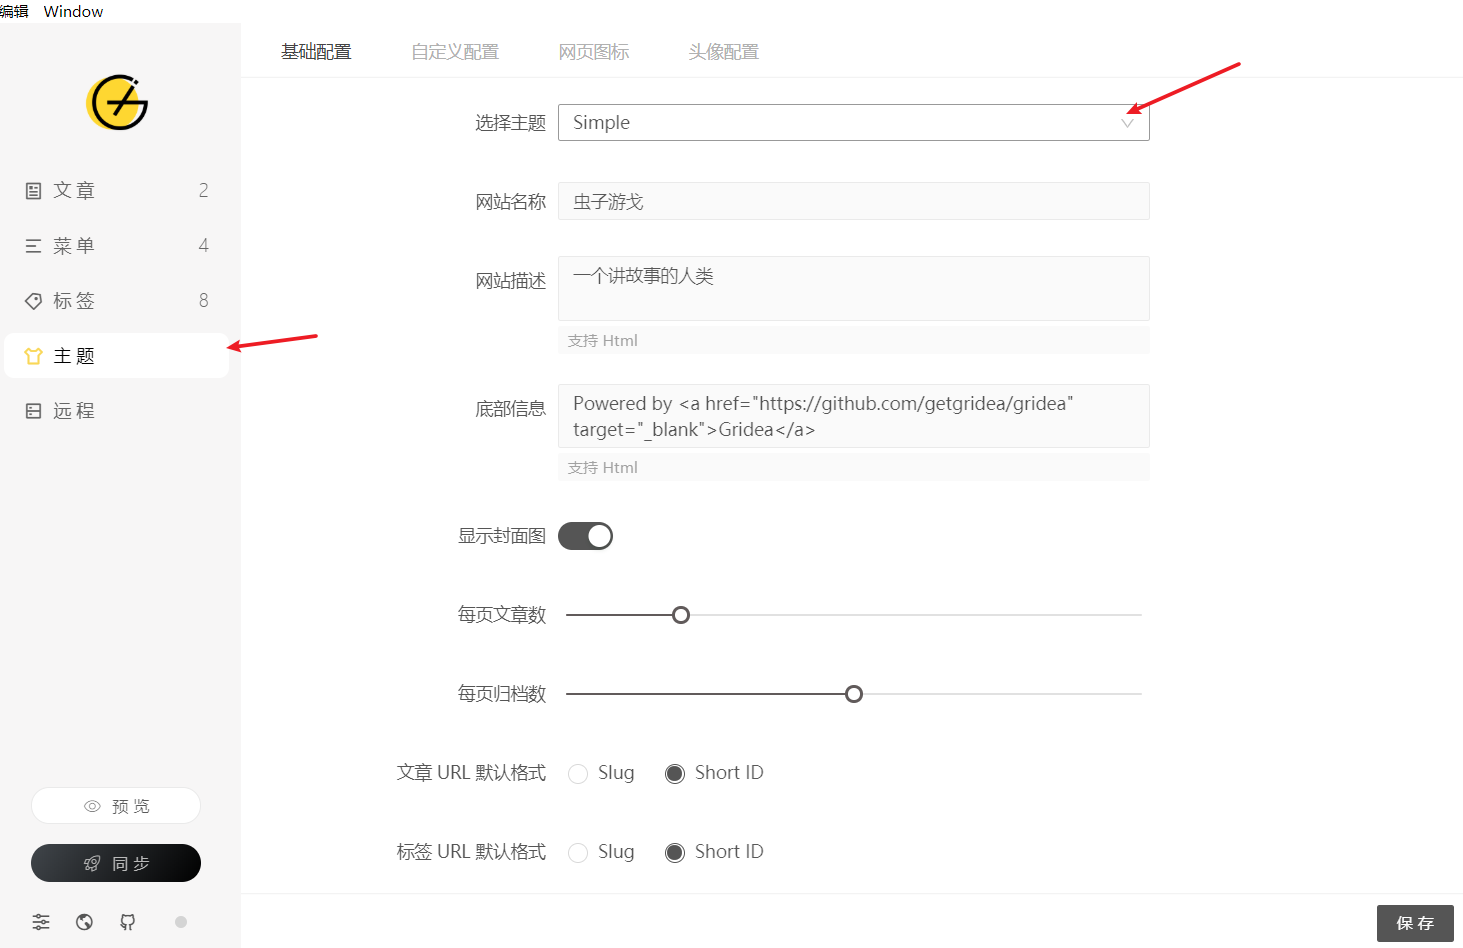 编辑 Window
基础配置 自定义配置 网页图标 头像配置
选择主题 Simple
文章 2
网站名称 虫子游戈
菜单 4
网站描述 一个讲故事的人类
标签 8
支持 Html
主题
底部信息 Powered by <a href="https://github.com/getgridea/gridea"
target="_blank">Gridea</a>
远程
支持 Html
显示封面图
每页文章数
每页归档数
文章 URL 默认格式 Slug Short ID
预览
标签 URL 默认格式 Slug Short ID
同步
保存